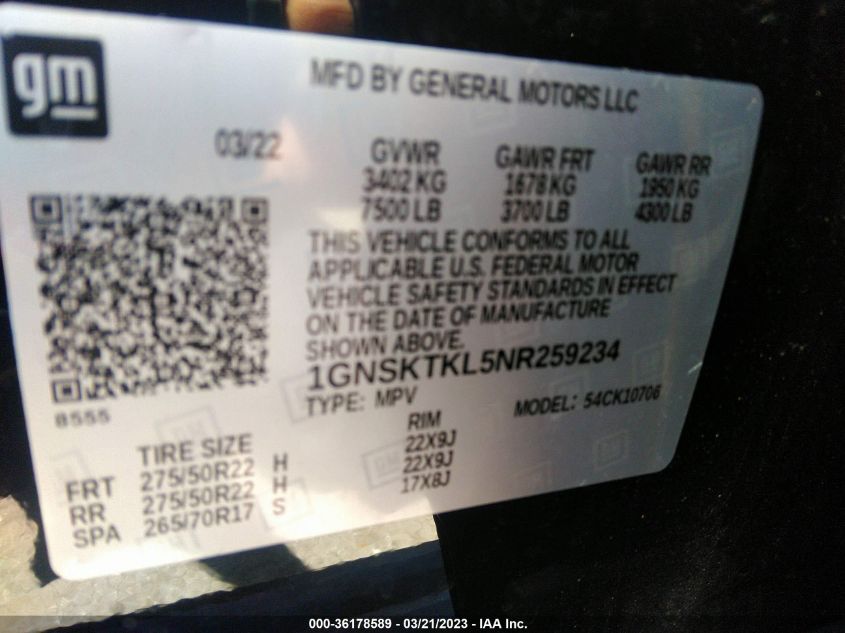 gm
MFD BY GENERAL MOTORS LLC
03/22 GVWR GAWR FRT GAWR RR
3402 KG 1678 KG 1950 KG
7500 LB 3700 LB 4300 LB
THIS VEHICLE CONFORMS TO ALL
APPLICABLE U.S. FEDERAL MOTOR
VEHICLE SAFETY STANDARDS IN EFFECT
ON THE DATE OF MANUFACTURE
SHOWN ABOVE.
1GNSKTKL5NR259234
TYPE: MPV MODEL: 54CK10706
8555
TIRE SIZE RIM
FRT 275/50R22 H 22X9J
RR 275/50R22 H 22X9J
SPA 265/70R17 S 17X8J
000-36178589 - 03/21/2023 - IAA Inc.